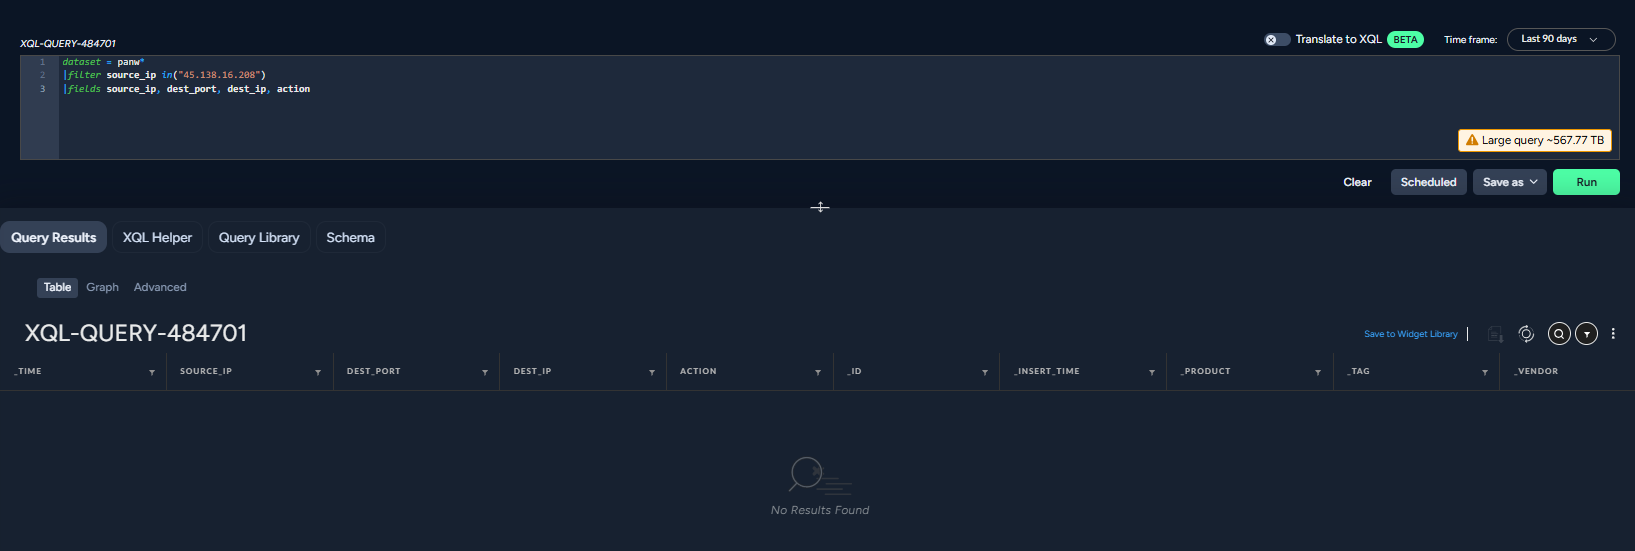 XQL-QUERY-484701
Translate to XQL BETA Time frame: Last 90 days
1 dataset = panw*
2 |filter source_ip in("45.138.16.208")
3 |fields source_ip, dest_port, dest_ip, action
Large query ~567.77 TB
Clear Scheduled Save as Run
Query Results XQL Helper Query Library Schema
Table Graph Advanced
XQL-QUERY-484701
Save to Widget Library
_TIME SOURCE_IP DEST_PORT DEST_IP ACTION _ID _INSERT_TIME _PRODUCT _TAG _VENDOR
No Results Found